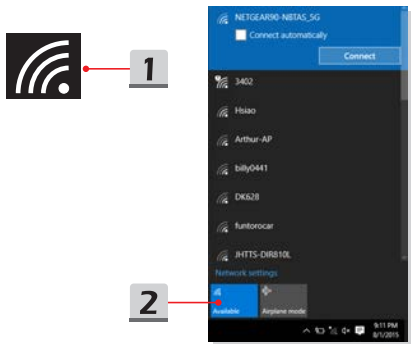 1
NETGEAR90-NBTAS_5G
Connect automatically
Connect
3402
Hsiao
Arthur-AP
billy0441
DK628
funtorocar
JHTTS-DIR810L
Network settings
2
Available
Airplane mode
9:11 PM
8/1/2015